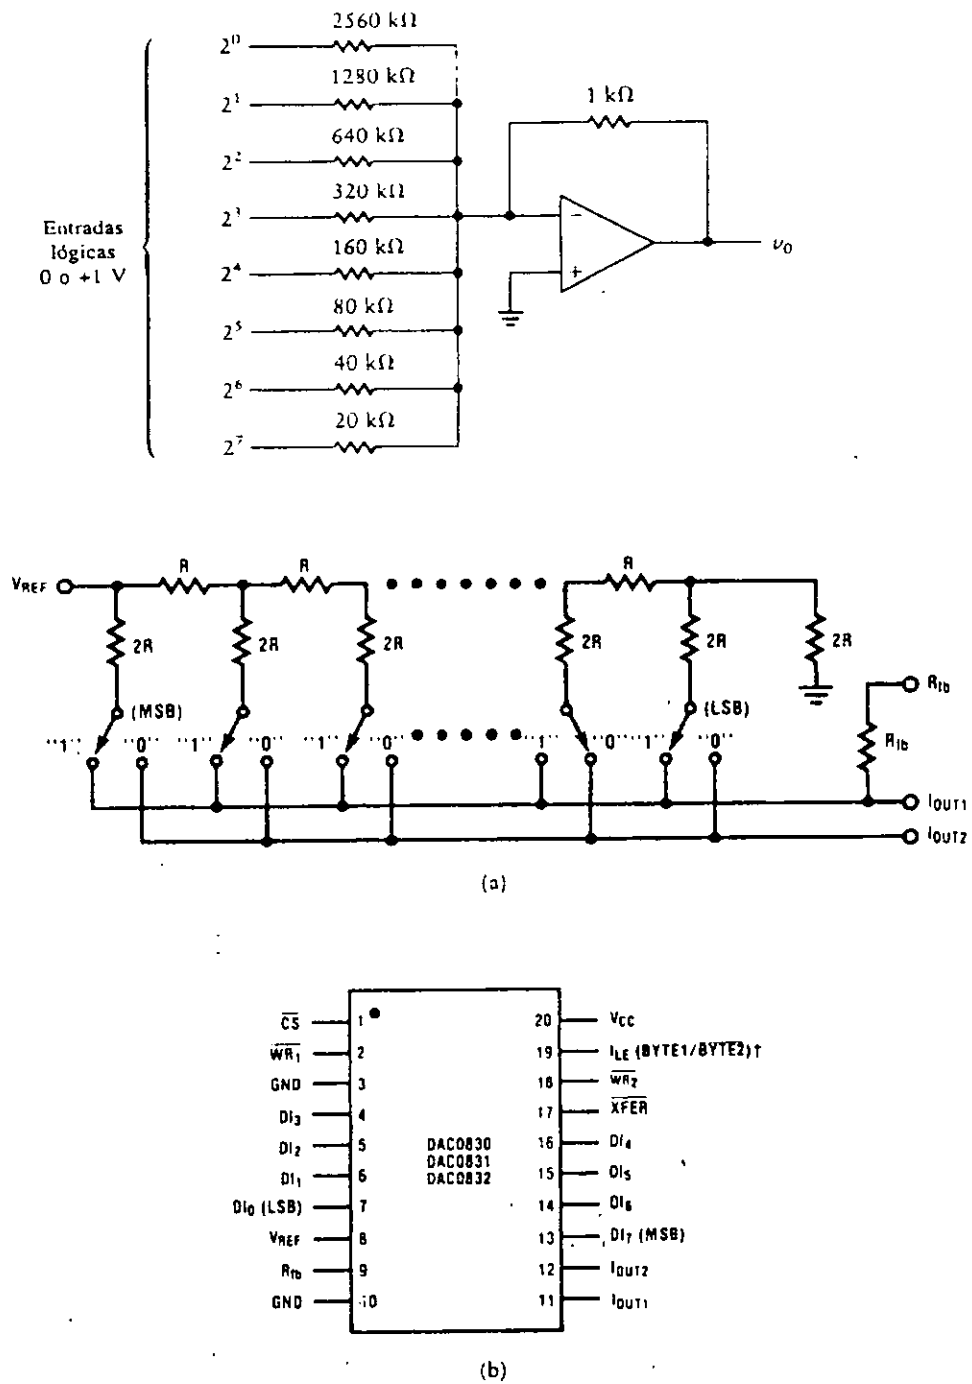 2560 kΩ
2⁰
1280 kΩ
2¹
1 kΩ
640 kΩ
2²
320 kΩ
2³
Entradas
lógicas
0 o +1 V
160 kΩ
2⁴
−
+
v₀
80 kΩ
2⁵
40 kΩ
2⁶
20 kΩ
2⁷
VREF R R R
2R 2R 2R 2R 2R 2R
Rfb
(MSB) (LSB)
"1" "0" "1" "0" "1" "0" "1" "0" "1" "0"
Rfb
IOUT1
IOUT2
(a)
CS 1 20 VCC
WR1 2 19 ILE (BYTE1/BYTE2)↑
GND 3 18 WR2
DI3 4 17 XFER
DI2 5 16 DI4
DI1 6 15 DI5
DI0 (LSB) 7 14 DI6
VREF 8 13 DI7 (MSB)
Rfb 9 12 IOUT2
GND 10 11 IOUT1
DAC0830
DAC0831
DAC0832
(b)